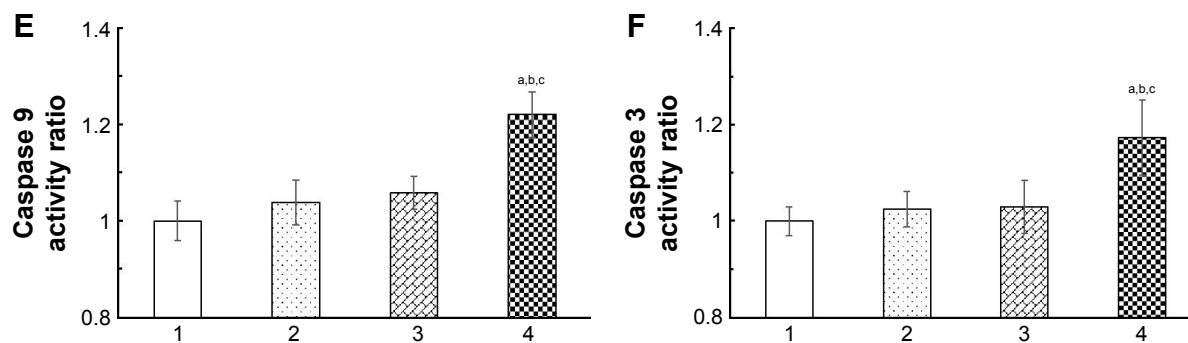 E
Caspase 9
activity ratio
1.4
1.2
1
0.8
a,b,c
1 2 3 4
F
Caspase 3
activity ratio
1.4
1.2
1
0.8
a,b,c
1 2 3 4